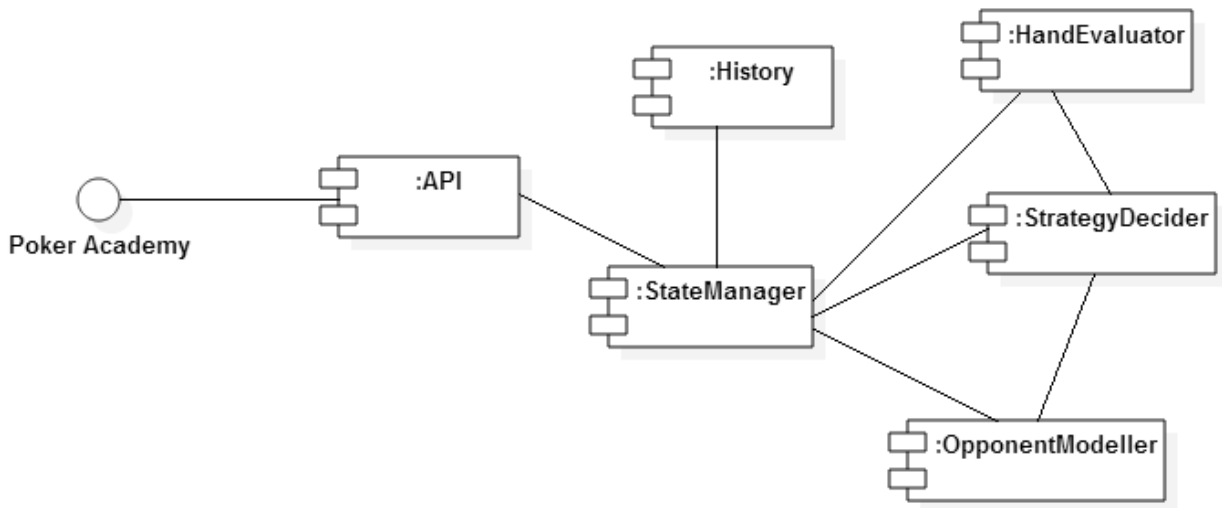 :HandEvaluator
:History
:API
:StrategyDecider
Poker Academy
:StateManager
:OpponentModeller